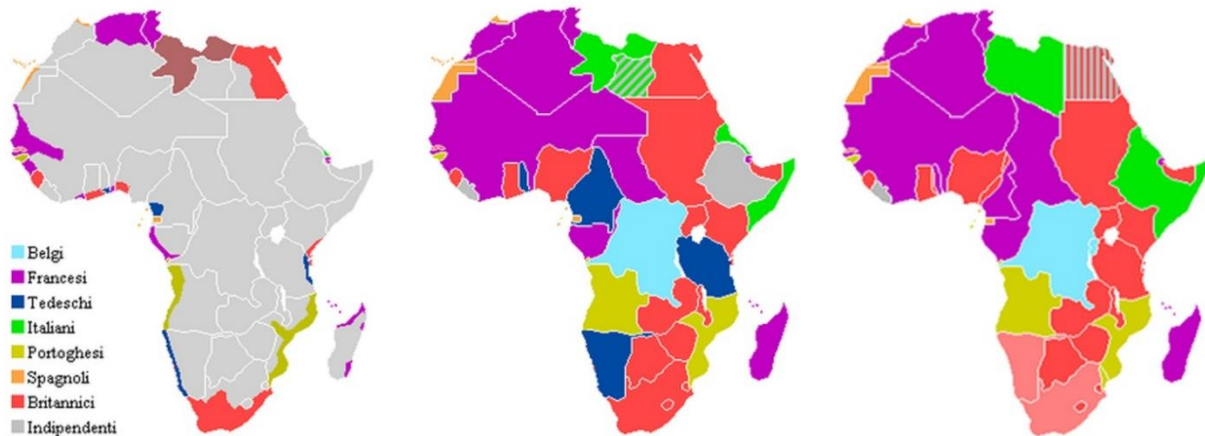 Belgi
Francesi
Tedeschi
Italiani
Portoghesi
Spagnoli
Britannici
Indipendenti